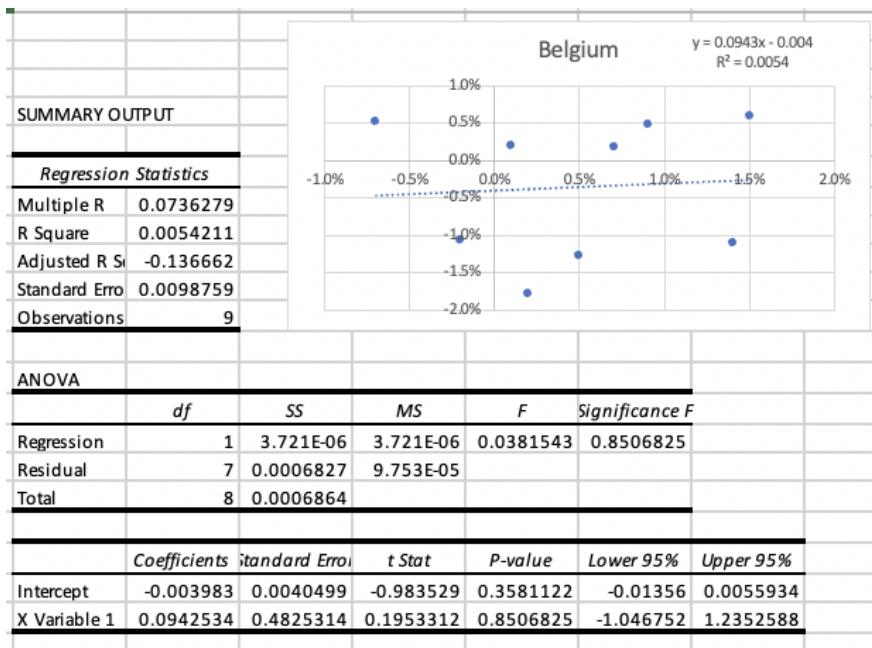 Belgium
y = 0.0943x - 0.004
R² = 0.0054
1.0%
0.5%
0.0%
-1.0% -0.5% 0.0% 0.5% 1.0% 1.5% 2.0%
-0.5%
-1.0%
-1.5%
-2.0%
SUMMARY OUTPUT
Regression Statistics
Multiple R 0.0736279
R Square 0.0054211
Adjusted R S -0.136662
Standard Erro 0.0098759
Observations 9
ANOVA
df SS MS F Significance F
Regression 1 3.721E-06 3.721E-06 0.0381543 0.8506825
Residual 7 0.0006827 9.753E-05
Total 8 0.0006864
Coefficients Standard Error t Stat P-value Lower 95% Upper 95%
Intercept -0.003983 0.0040499 -0.983529 0.3581122 -0.01356 0.0055934
X Variable 1 0.0942534 0.4825314 0.1953312 0.8506825 -1.046752 1.2352588